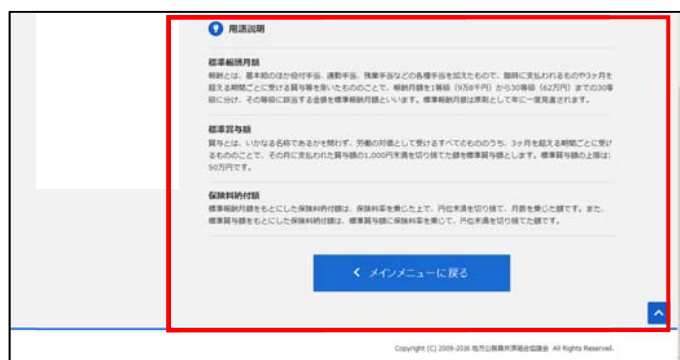 用語説明
標準報酬月額
報酬とは、基本給のほか役付手当、通勤手当、残業手当などの各種手当を加えたもので、臨時に支払われるものや3ヶ月を
超える期間ごとに受ける賞与等を除いたもののことで、報酬月額を1等級（9万8千円）から30等級（62万円）までの30等
級に分け、その等級に該当する金額を標準報酬月額といいます。標準報酬月額は原則として年に一度見直されます。
標準賞与額
賞与とは、いかなる名称であるかを問わず、労働の対償として受けるすべてのもののうち、3ヶ月を超える期間ごとに受け
るもののことで、その月に支払われた賞与額の1,000円未満を切り捨てた額を標準賞与額とします。標準賞与額の上限は1
50万円です。
保険料納付額
標準報酬月額をもとにした保険料納付額は、保険料率を乗じた上で、円位未満を切り捨て、月数を乗じた額です。また、
標準賞与額をもとにした保険料納付額は、標準賞与額に保険料率を乗じて、円位未満を切り捨てた額です。
メインメニューに戻る
Copyright (C) 2009-2016 地方公務員共済組合協議会 All Rights Reserved.